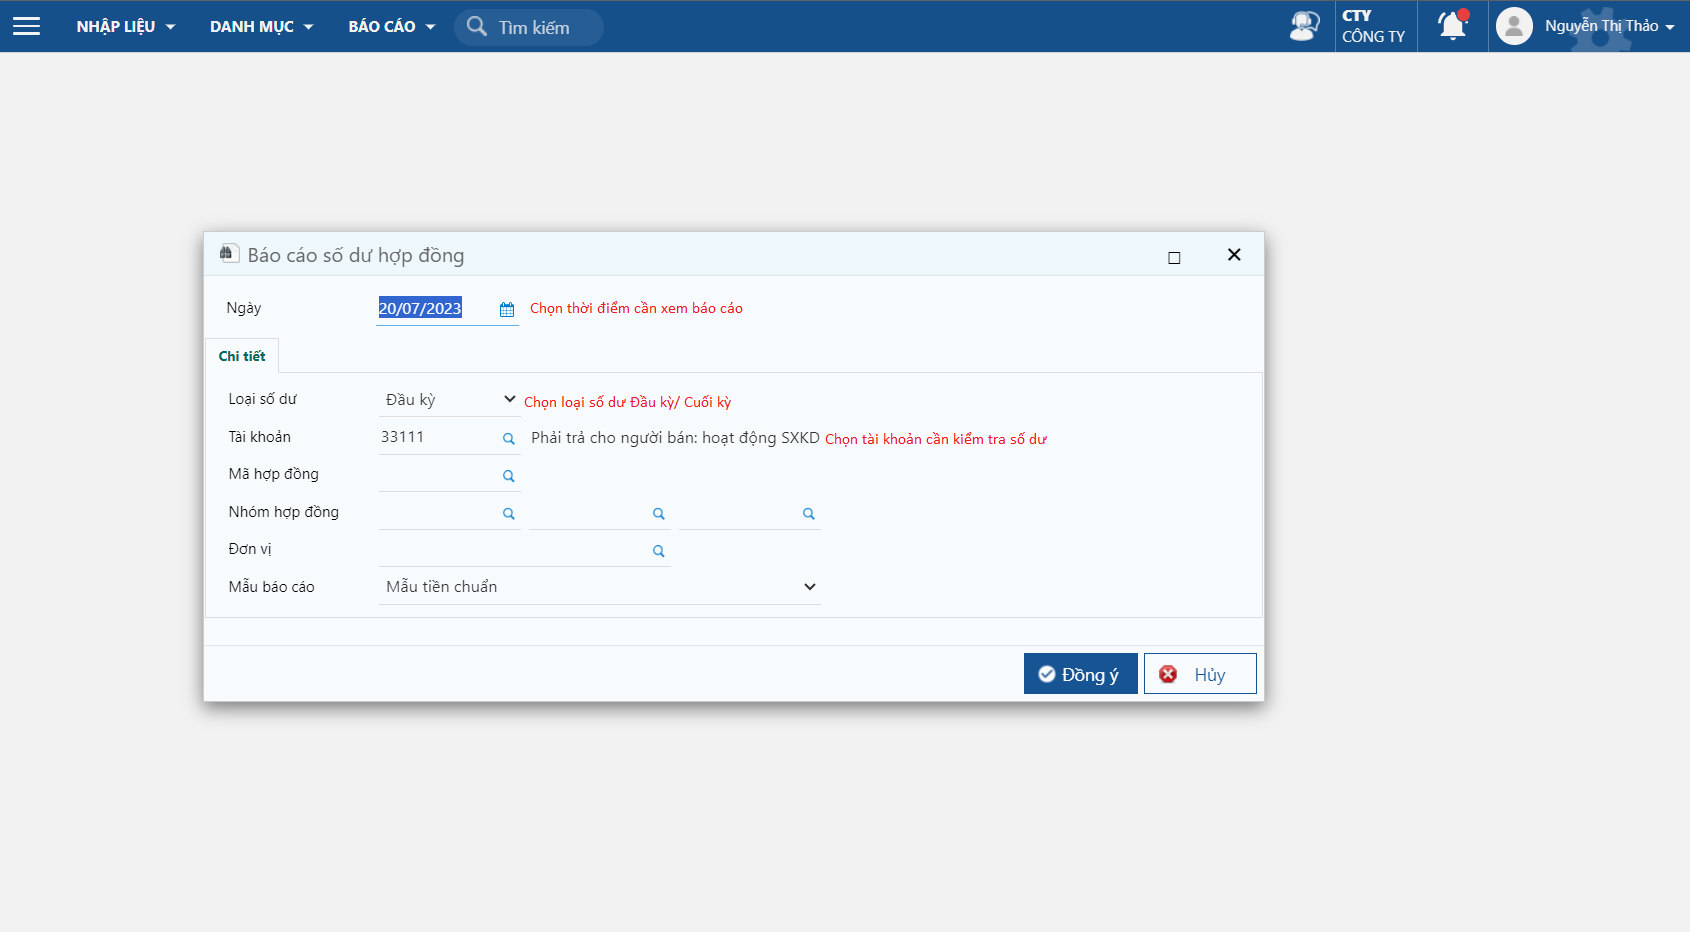 NHẬP LIỆU DANH MỤC BÁO CÁO Tìm kiếm CTY
CÔNG TY
Nguyễn Thị Thảo
Báo cáo số dư hợp đồng
Ngày 20/07/2023 Chọn thời điểm cần xem báo cáo
Chi tiết
Loại số dư Đầu kỳ Chọn loại số dư Đầu kỳ/ Cuối kỳ
Tài khoản 33111 Phải trả cho người bán: hoạt động SXKD Chọn tài khoản cần kiểm tra số dư
Mã hợp đồng
Nhóm hợp đồng
Đơn vị
Mẫu báo cáo Mẫu tiền chuẩn
Đồng ý Hủy